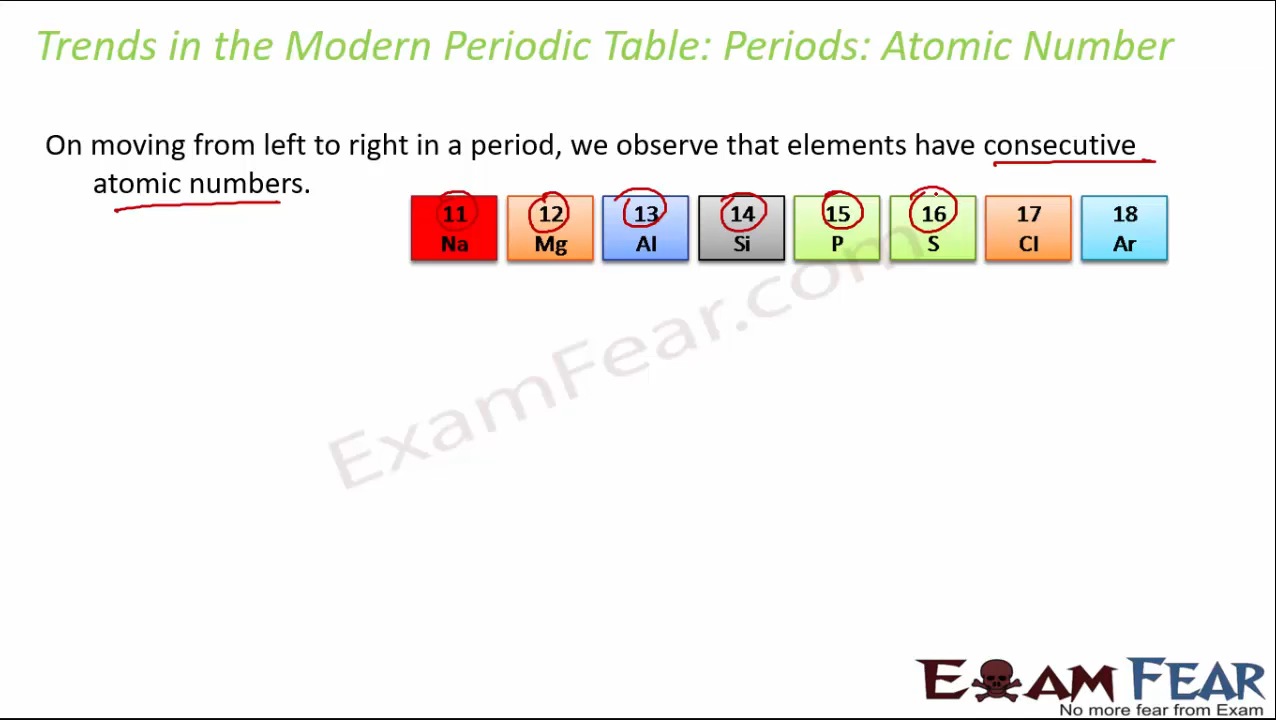 Trends in the Modern Periodic Table: Periods: Atomic Number
On moving from left to right in a period, we observe that elements have consecutive
atomic numbers.
11 12 13 14 15 16 17 18
Na Mg Al Si P S Cl Ar
ExamFear.com
EXAM FEAR
No more fear from Exam